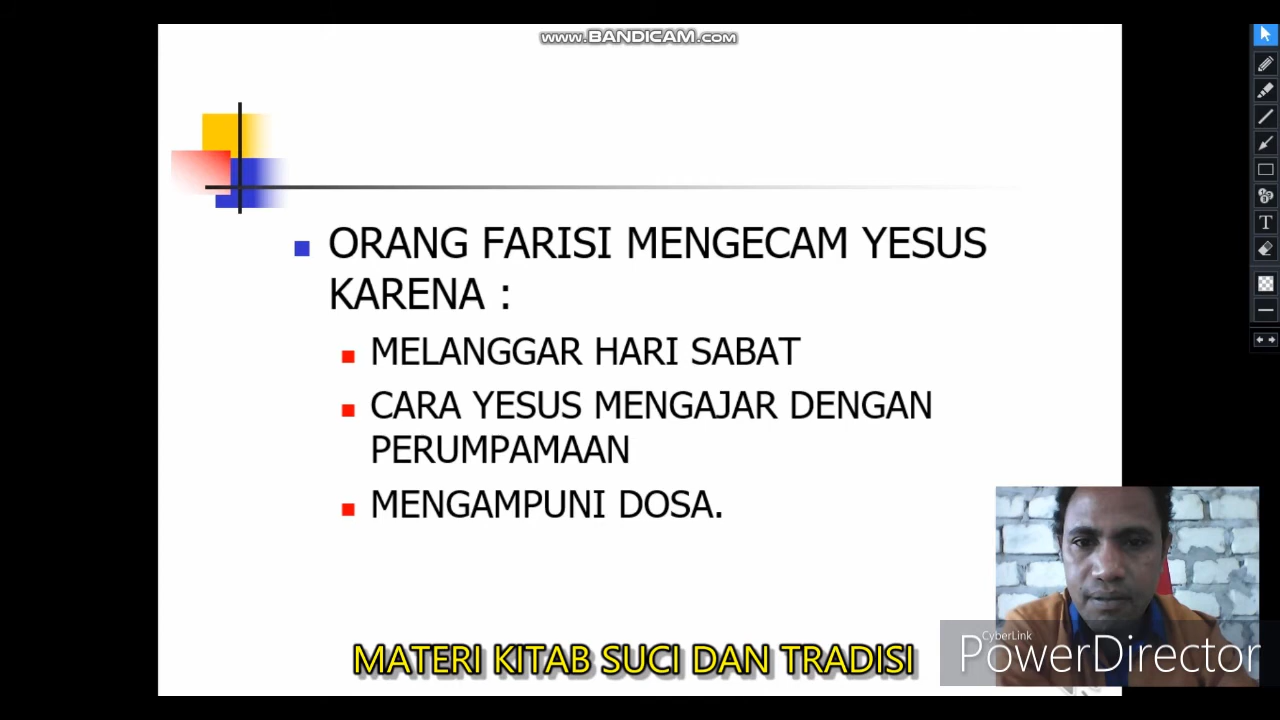 www.BANDICAM.com
ORANG FARISI MENGECAM YESUS
KARENA :
MELANGGAR HARI SABAT
CARA YESUS MENGAJAR DENGAN
PERUMPAMAAN
MENGAMPUNI DOSA.
MATERI KITAB SUCI DAN TRADISI
CyberLink
PowerDirector